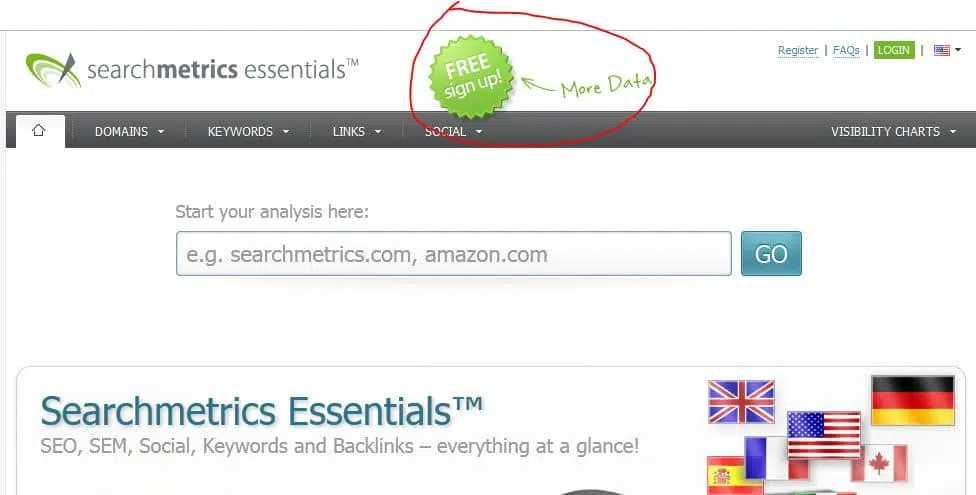 searchmetrics essentials™
FREE
sign up!
More Data
Register | FAQs | LOGIN |
DOMAINS KEYWORDS LINKS SOCIAL VISIBILITY CHARTS
Start your analysis here:
e.g. searchmetrics.com, amazon.com GO
Searchmetrics Essentials™
SEO, SEM, Social, Keywords and Backlinks – everything at a glance!